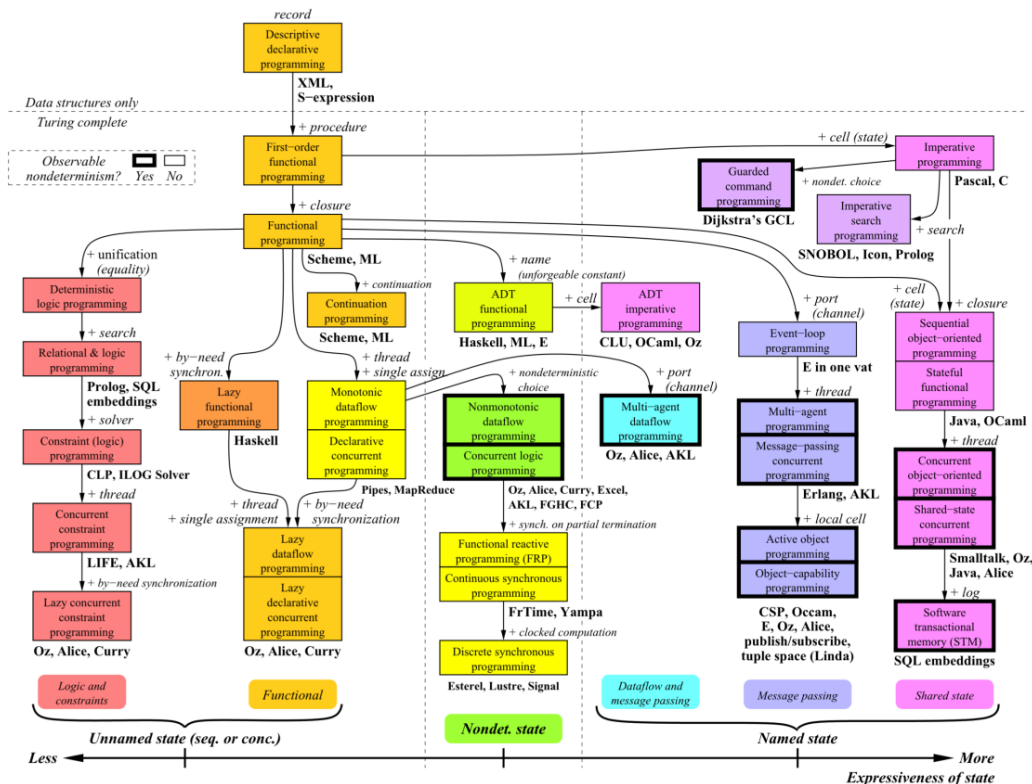 record
Descriptive
declarative
programming
XML,
S−expression
Data structures only
Turing complete
+ procedure
Observable
nondeterminism?
Yes
No
First−order
functional
programming
+ cell (state)
Imperative
programming
Pascal, C
+ nondet. choice
Guarded
command
programming
Dijkstra's GCL
Imperative
search
programming
+ search
SNOBOL, Icon, Prolog
+ closure
Functional
programming
Scheme, ML
+ unification
(equality)
Deterministic
logic programming
+ search
Relational & logic
programming
Prolog, SQL
embeddings
+ solver
Constraint (logic)
programming
CLP, ILOG Solver
+ thread
Concurrent
constraint
programming
LIFE, AKL
+ by−need synchronization
Lazy concurrent
constraint
programming
Oz, Alice, Curry
+ continuation
Continuation
programming
Scheme, ML
+ by−need
synchron.
Lazy
functional
programming
Haskell
+ thread
+ single assign.
Monotonic
dataflow
programming
Declarative
concurrent
programming
Pipes, MapReduce
+ thread
+ single assignment
+ by−need
synchronization
Lazy
dataflow
programming
Lazy
declarative
concurrent programming
Oz, Alice, Curry
+ name
(unforgeable constant)
ADT
functional
programming
Haskell, ML, E
+ cell
ADT
imperative
programming
CLU, OCaml, Oz
+ nondeterministic
choice
Nonmonotonic
dataflow
programming
Concurrent logic
programming
Oz, Alice, Curry, Excel,
AKL, FGHC, FCP
+ synch. on partial termination
Functional reactive
programming (FRP)
Continuous synchronous
programming
FrTime, Yampa
+ clocked computation
Discrete synchronous
programming
Esterel, Lustre, Signal
+ port
(channel)
Multi−agent
dataflow
programming
Oz, Alice, AKL
+ port
(channel)
Event−loop
programming
E in one vat
+ thread
Multi−agent
programming
Message−passing
concurrent
programming
Erlang, AKL
+ local cell
Active object
programming
Object−capability
programming
CSP, Occam,
E, Oz, Alice,
publish/subscribe,
tuple space (Linda)
+ cell
(state)
+ closure
Sequential
object−oriented
programming
Stateful
functional
programming
Java, OCaml
+ thread
Concurrent
object−oriented
programming
Shared−state
concurrent
programming
Smalltalk, Oz,
Java, Alice
+ log
Software
transactional
memory (STM)
SQL embeddings
Logic and
constraints
Functional
Nondet. state
Dataflow and
message passing
Message passing
Shared state
Unnamed state (seq. or conc.)
Named state
Less
More
Expressiveness of state